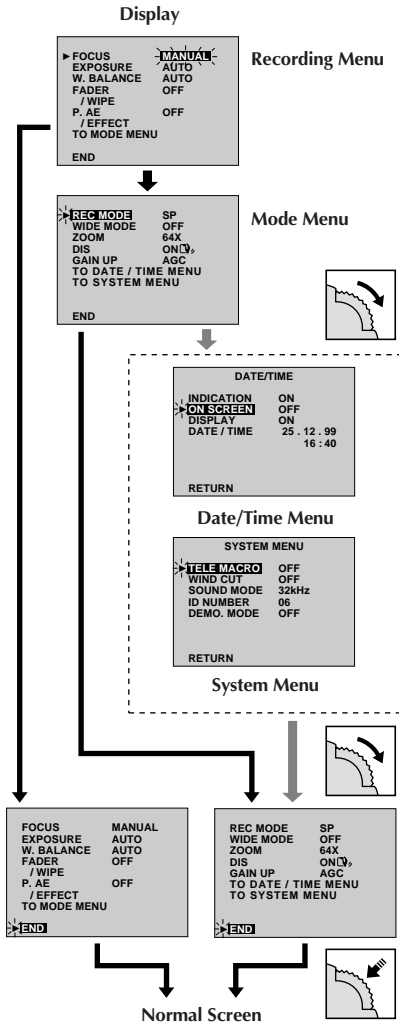 Display
FOCUS MANUAL
EXPOSURE AUTO
W. BALANCE AUTO
FADER OFF
/ WIPE
P. AE OFF
/ EFFECT
TO MODE MENU
END
Recording Menu
REC MODE SP
WIDE MODE OFF
ZOOM 64X
DIS ON
GAIN UP AGC
TO DATE / TIME MENU
TO SYSTEM MENU
END
Mode Menu
DATE/TIME
INDICATION ON
ON SCREEN OFF
DISPLAY ON
DATE / TIME 25 . 12 . 99
16 : 40
RETURN
Date/Time Menu
SYSTEM MENU
TELE MACRO OFF
WIND CUT OFF
SOUND MODE 32kHz
ID NUMBER 06
DEMO. MODE OFF
RETURN
System Menu
FOCUS MANUAL
EXPOSURE AUTO
W. BALANCE AUTO
FADER OFF
/ WIPE
P. AE OFF
/ EFFECT
TO MODE MENU
END
REC MODE SP
WIDE MODE OFF
ZOOM 64X
DIS ON
GAIN UP AGC
TO DATE / TIME MENU
TO SYSTEM MENU
END
Normal Screen